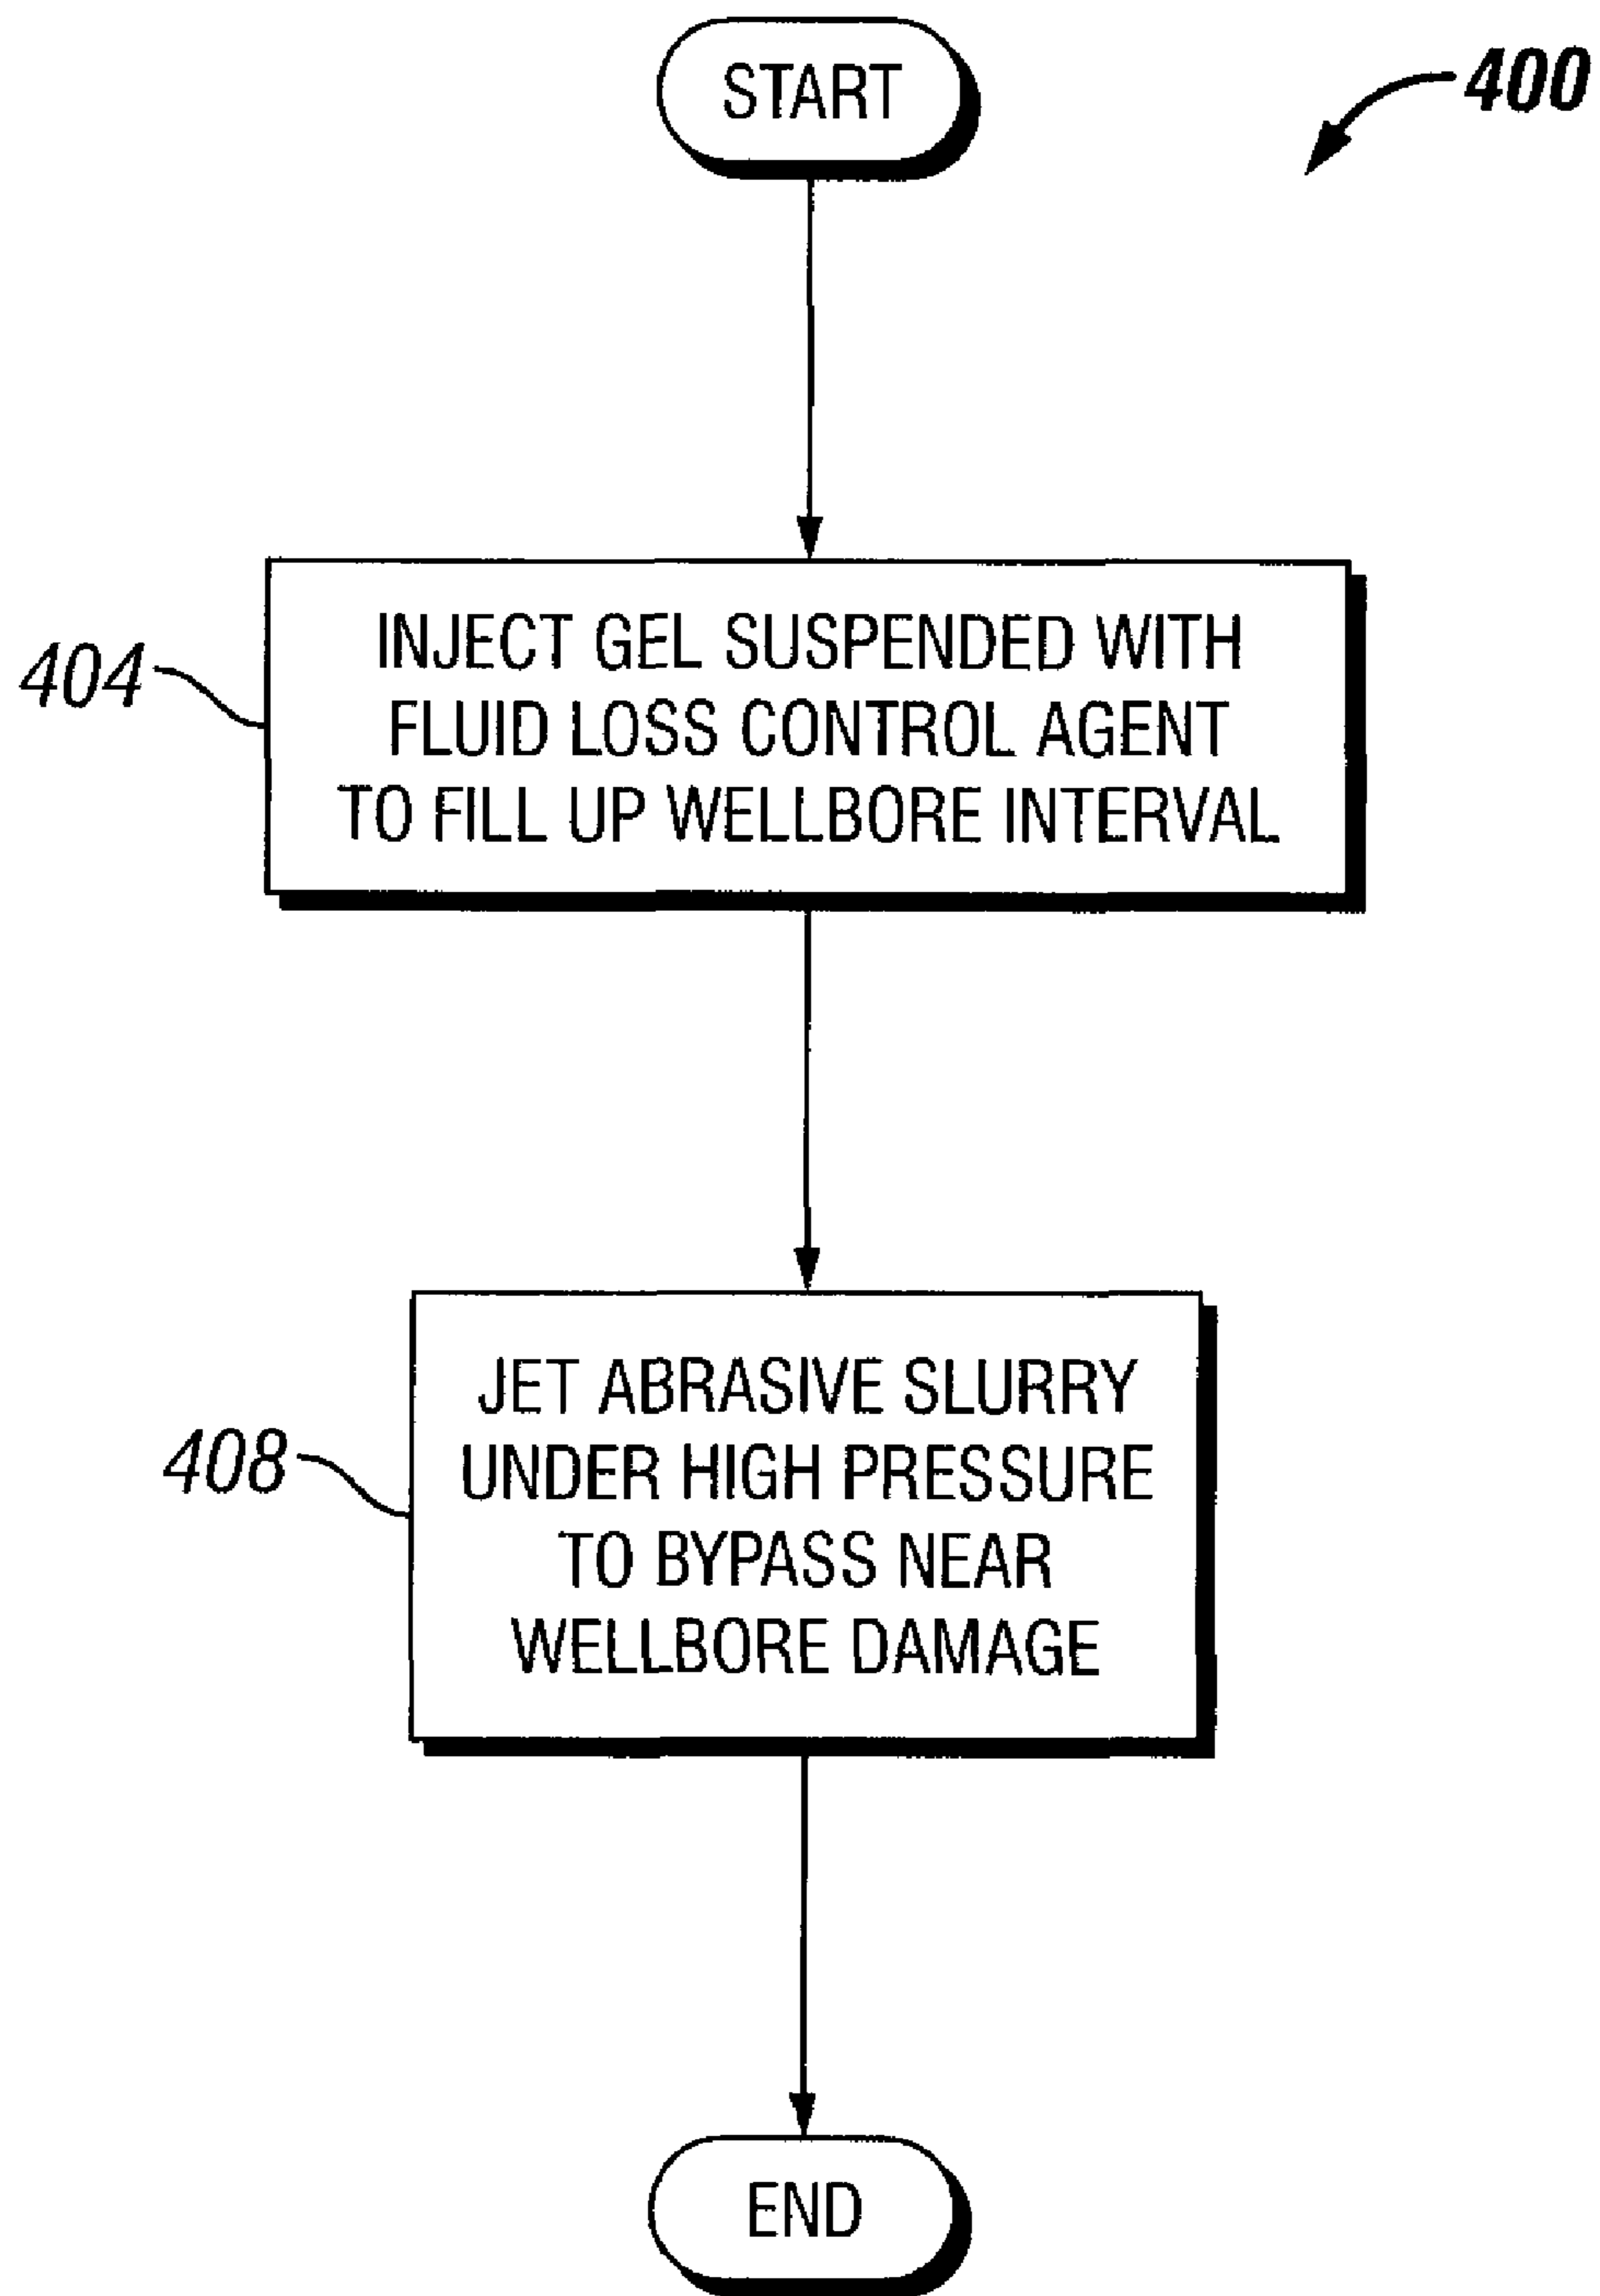 START
400
404
INJECT GEL SUSPENDED WITH
FLUID LOSS CONTROL AGENT
TO FILL UP WELLBORE INTERVAL
408
JET ABRASIVE SLURRY
UNDER HIGH PRESSURE
TO BYPASS NEAR
WELLBORE DAMAGE
END